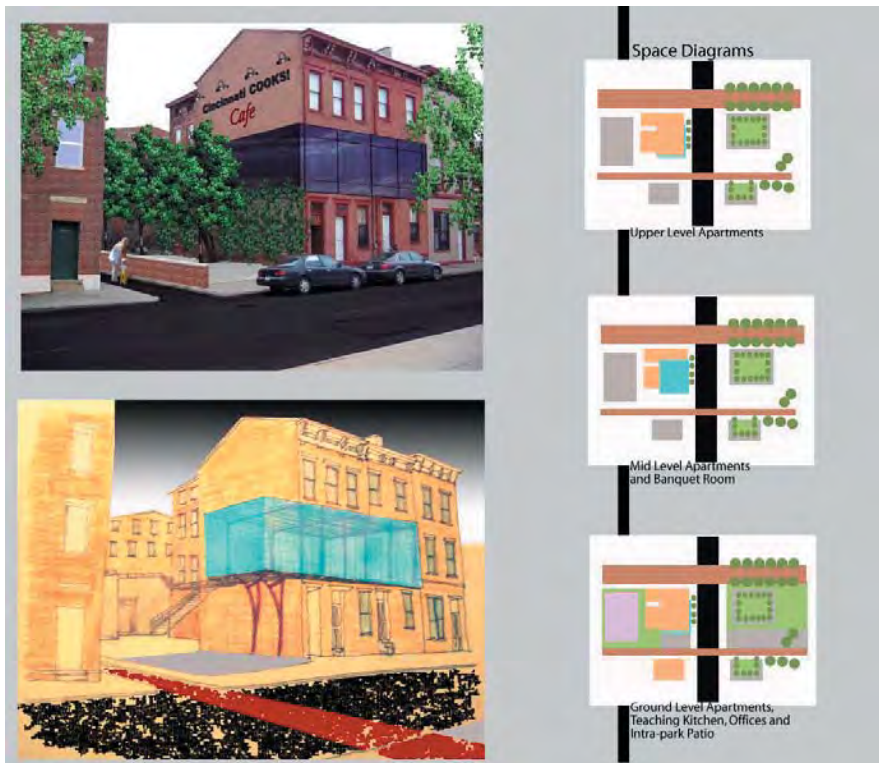 Cincinnati COOKS!
Cafe
Space Diagrams
Upper Level Apartments
Mid Level Apartments
and Banquet Room
Ground Level Apartments,
Teaching Kitchen, Offices and
Intra-park Patio